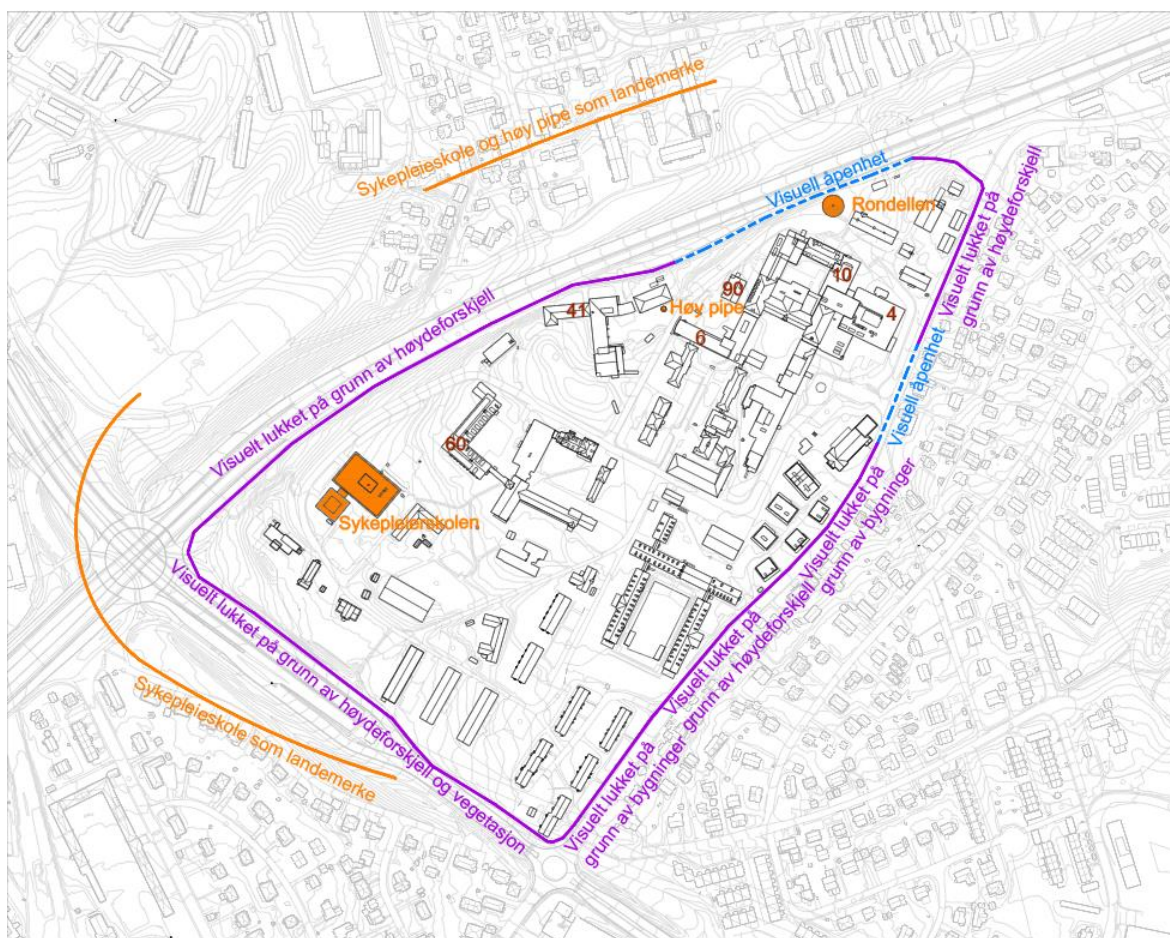 Sykepleieskole og høy pipe som landemerke
Visuell åpenhet
Rondellen
Visuelt lukket på
grunn av høydeforskjell
10
90
4
41
Høy pipe
6
Visuelt lukket på grunn av høydeforskjell
Visuell åpenhet
60
Sykepleierskolen
Visuelt lukket på
grunn av bygninger
Visuelt lukket på grunn av høydeforskjell og vegetasjon
Visuelt lukket på
grunn av høydeforskjell
Sykepleieskole som landemerke
Visuelt lukket på
grunn av bygninger